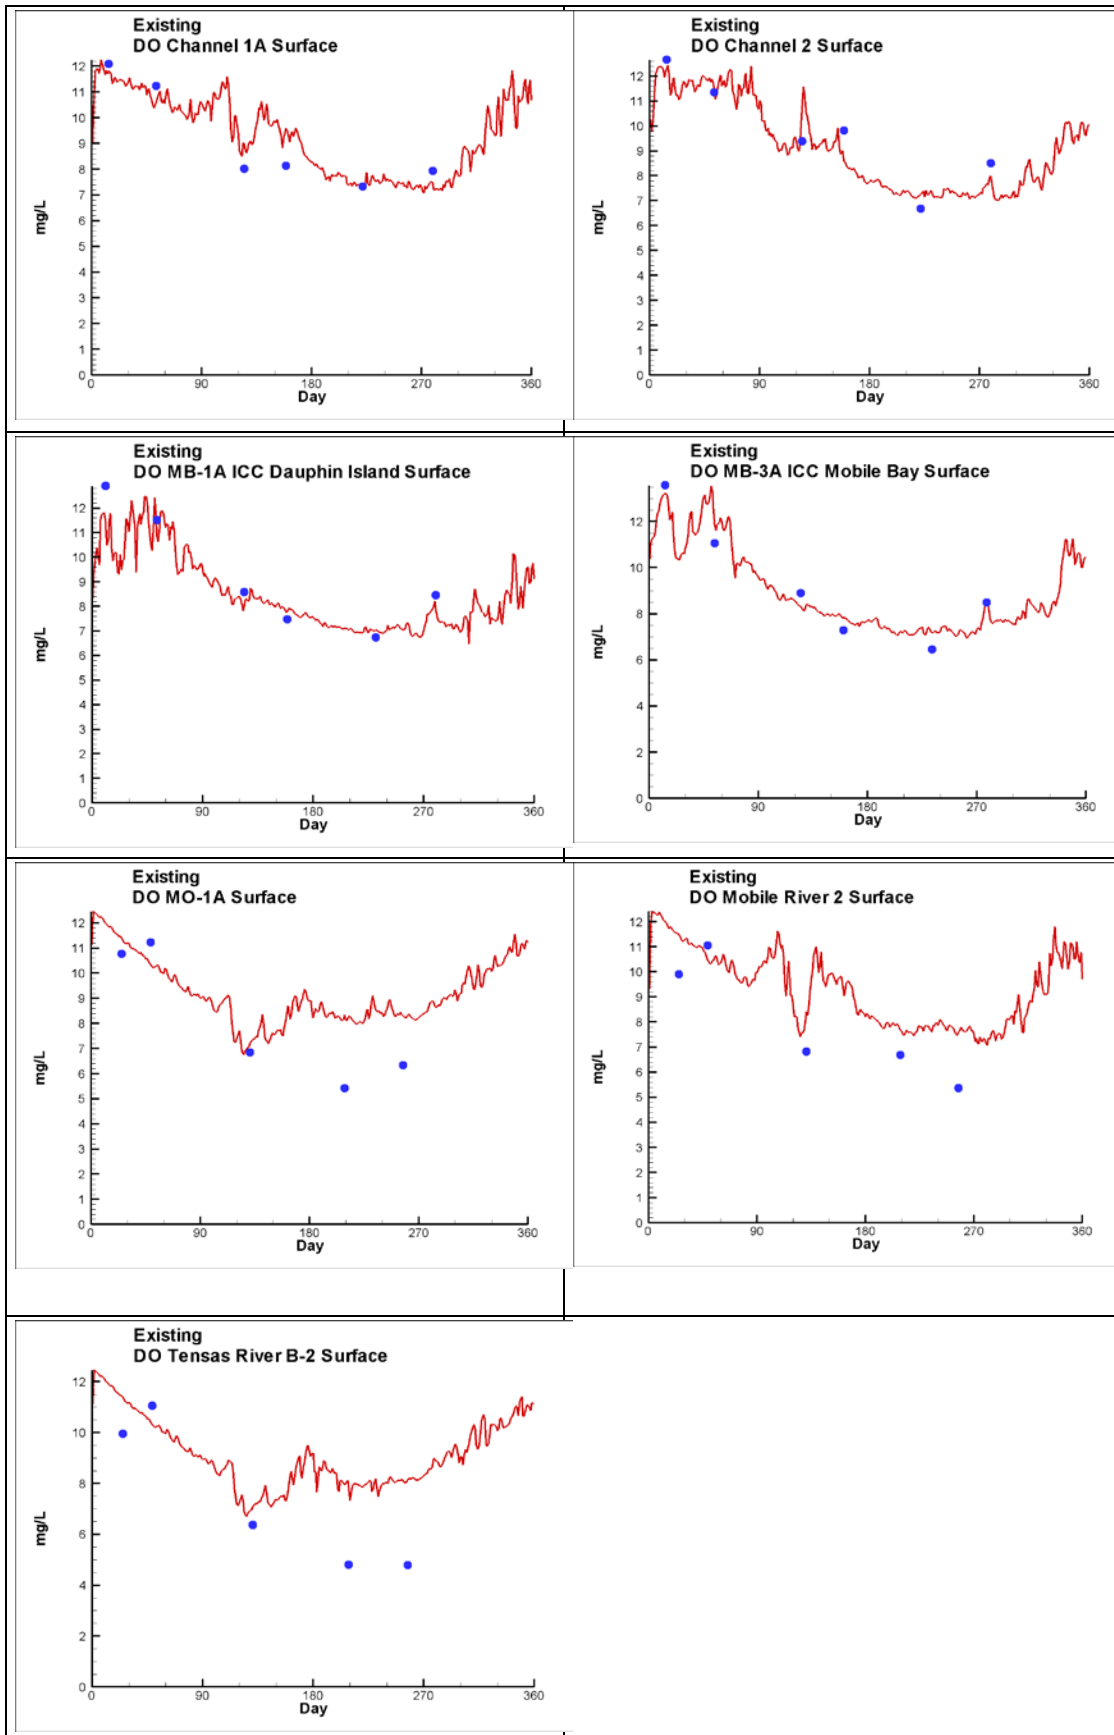 Existing
DO Channel 1A Surface
12
11
10
9
8
7
6
5
4
3
2
1
0
mg/L
0 90 180 270 360
Day
Existing
DO Channel 2 Surface
12
11
10
9
8
7
6
5
4
3
2
1
0
mg/L
0 90 180 270 360
Day
Existing
DO MB-1A ICC Dauphin Island Surface
12
11
10
9
8
7
6
5
4
3
2
1
0
mg/L
0 90 180 270 360
Day
Existing
DO MB-3A ICC Mobile Bay Surface
12
10
8
6
4
2
0
mg/L
0 90 180 270 360
Day
Existing
DO MO-1A Surface
12
11
10
9
8
7
6
5
4
3
2
1
0
mg/L
0 90 180 270 360
Day
Existing
DO Mobile River 2 Surface
12
11
10
9
8
7
6
5
4
3
2
1
0
mg/L
0 90 180 270 360
Day
Existing
DO Tensas River B-2 Surface
12
10
8
6
4
2
0
mg/L
0 90 180 270 360
Day